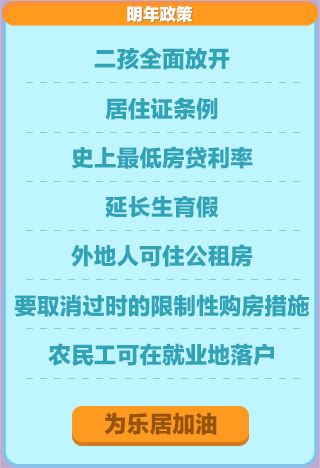 明年政策
二孩全面放开
居住证条例
史上最低房贷利率
延长生育假
外地人可住公租房
要取消过时的限制性购房措施
农民工可在就业地落户
为乐居加油